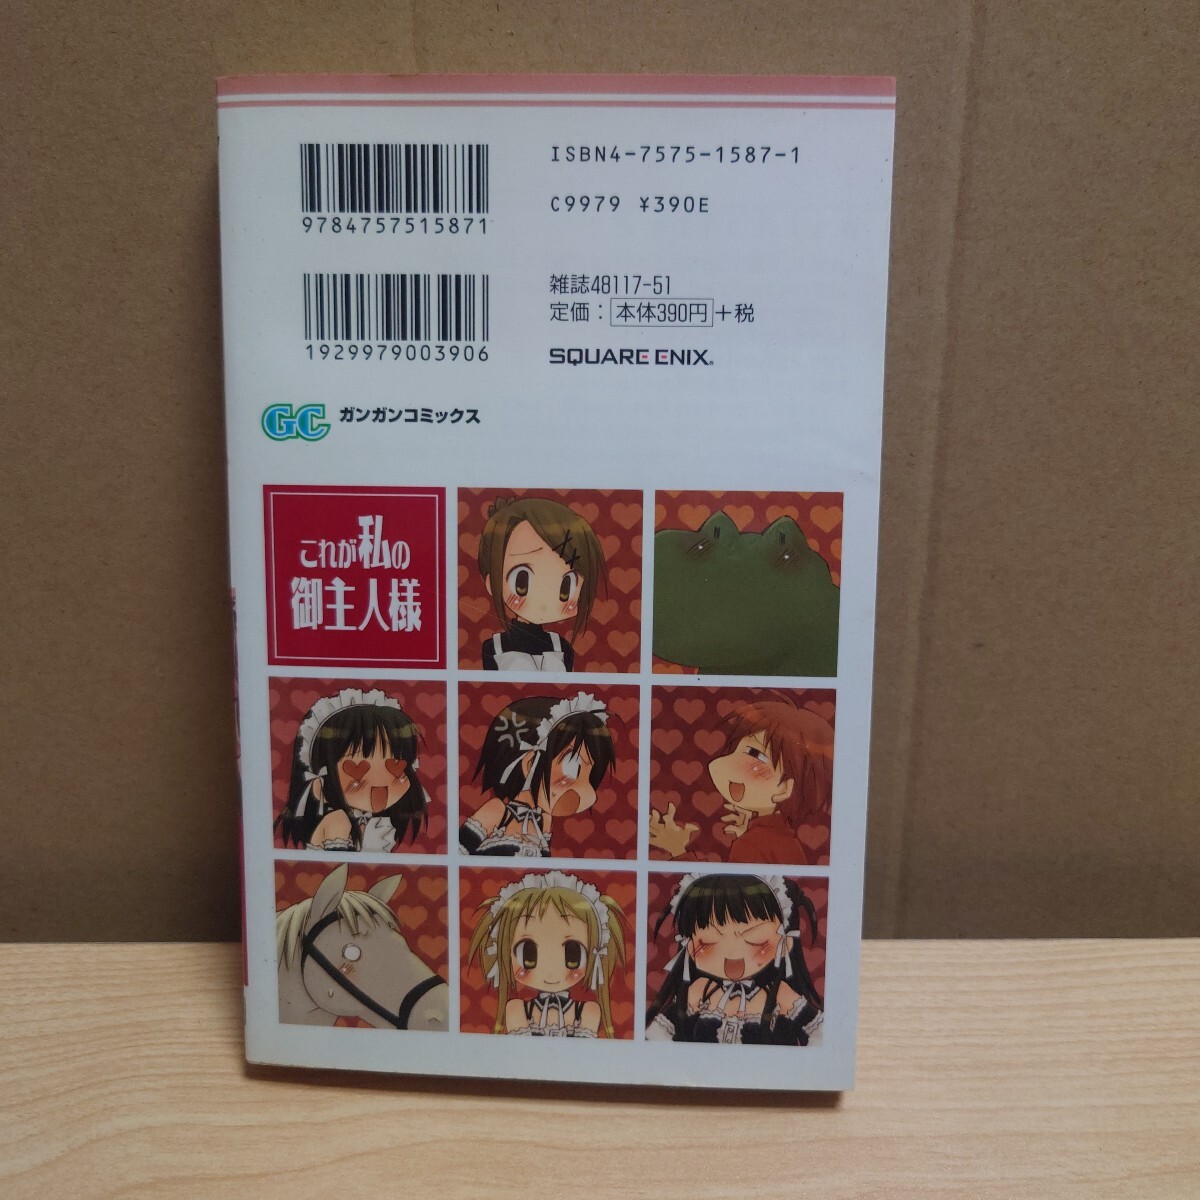 ISBN4-7575-1587-1
9784757515871
C9979 ¥390E
雑誌48117-51
定価：本体390円+税
1929979003906
SQUARE ENIX.
GC ガンガンコミックス
これが私の
御主人様